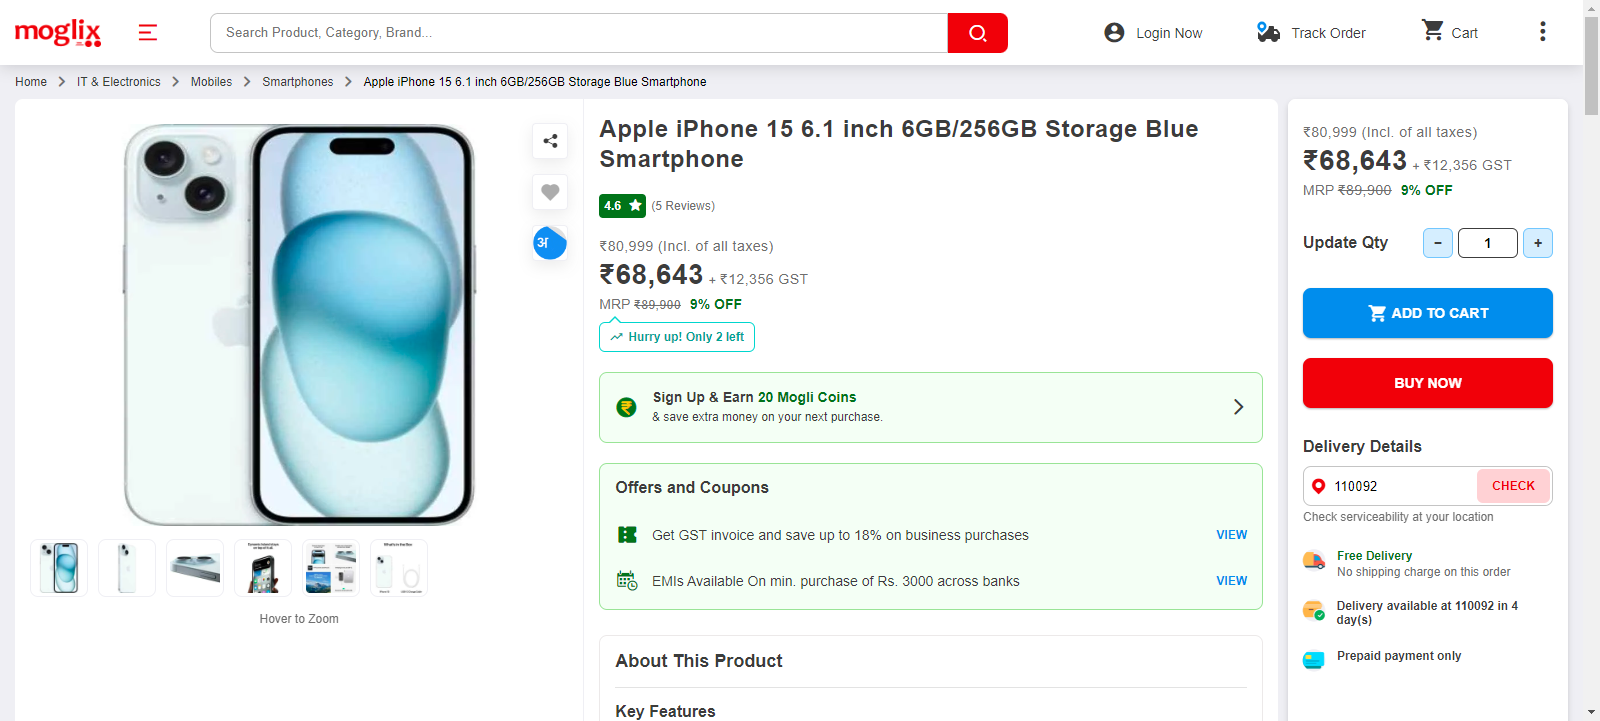 moglix
Search Product, Category, Brand...
Login Now
Track Order
Cart
Home > IT & Electronics > Mobiles > Smartphones > Apple iPhone 15 6.1 inch 6GB/256GB Storage Blue Smartphone
अ
Hover to Zoom
Apple iPhone 15 6.1 inch 6GB/256GB Storage Blue
Smartphone
4.6 ★ (5 Reviews)
₹80,999 (Incl. of all taxes)
₹68,643 + ₹12,356 GST
MRP ₹89,900 9% OFF
Hurry up! Only 2 left
Sign Up & Earn 20 Mogli Coins
& save extra money on your next purchase.
Offers and Coupons
Get GST invoice and save up to 18% on business purchases VIEW
EMIs Available On min. purchase of Rs. 3000 across banks VIEW
About This Product
Key Features
₹80,999 (Incl. of all taxes)
₹68,643 + ₹12,356 GST
MRP ₹89,900 9% OFF
Update Qty - 1 +
ADD TO CART
BUY NOW
Delivery Details
110092 CHECK
Check serviceability at your location
Free Delivery
No shipping charge on this order
Delivery available at 110092 in 4
day(s)
Prepaid payment only